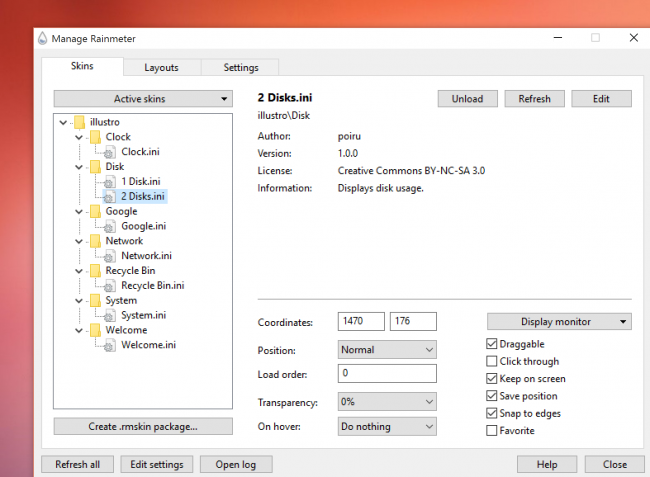 Manage Rainmeter
Skins Layouts Settings
Active skins
illustro
Clock
Clock.ini
Disk
1 Disk.ini
2 Disks.ini
Google
Google.ini
Network
Network.ini
Recycle Bin
Recycle Bin.ini
System
System.ini
Welcome
Welcome.ini
Create .rmskin package...
2 Disks.ini
Unload Refresh Edit
illustro\Disk
Author: poiru
Version: 1.0.0
License: Creative Commons BY-NC-SA 3.0
Information: Displays disk usage.
Coordinates: 1470 176
Position: Normal
Load order: 0
Transparency: 0%
On hover: Do nothing
Display monitor
Draggable
Click through
Keep on screen
Save position
Snap to edges
Favorite
Refresh all Edit settings Open log Help Close